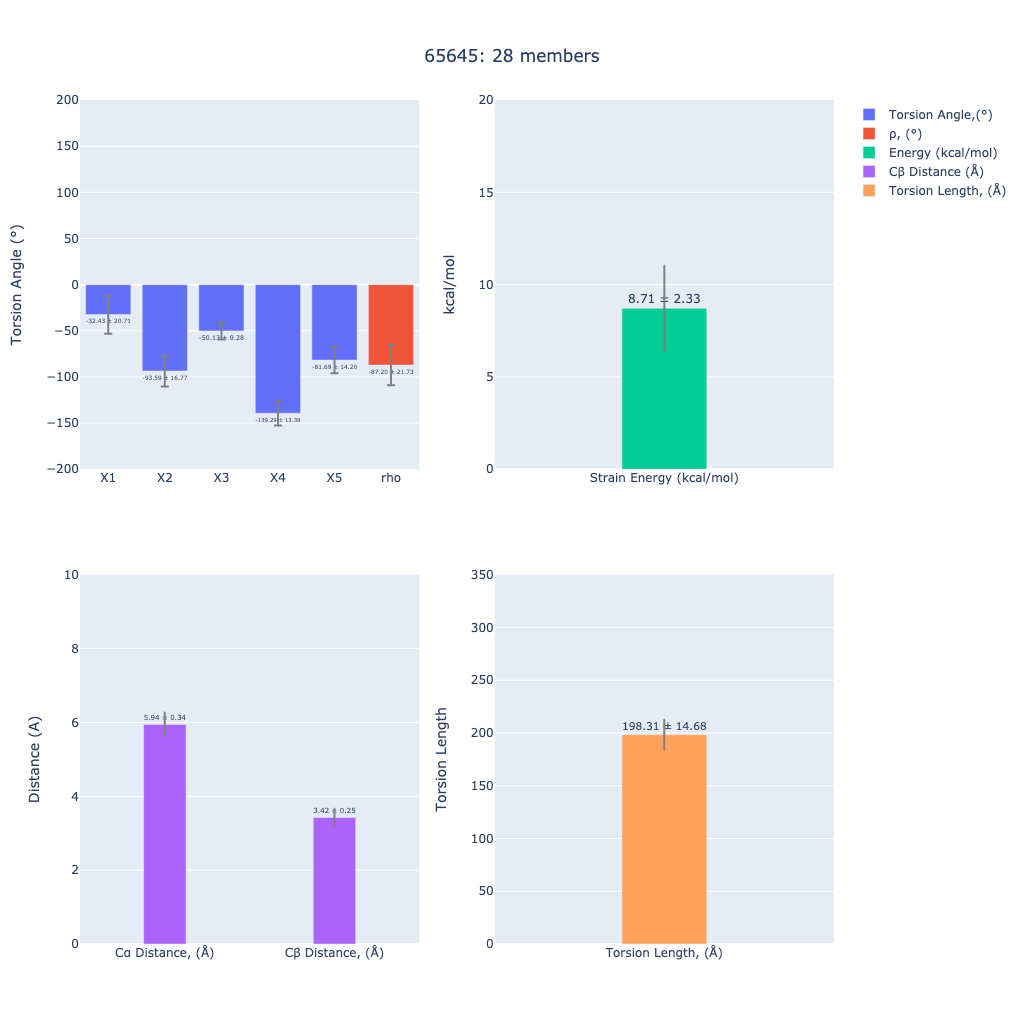 65645: 28 members
Torsion Angle (°)
200
150
100
50
0
−50
−100
−150
−200
-32.43 ± 20.71
-93.59 ± 16.77
-50.13 ± 9.28
-139.29 ± 13.39
-81.69 ± 14.20
-87.20 ± 21.73
X1 X2 X3 X4 X5 rho
kcal/mol
20
15
10
5
0
8.71 ± 2.33
Strain Energy (kcal/mol)
Torsion Angle,(°)
ρ, (°)
Energy (kcal/mol)
Cβ Distance (Å)
Torsion Length, (Å)
Distance (A)
10
8
6
4
2
0
5.94 ± 0.34
3.42 ± 0.25
Cα Distance, (Å) Cβ Distance, (Å)
Torsion Length
350
300
250
200
150
100
50
0
198.31 ± 14.68
Torsion Length, (Å)